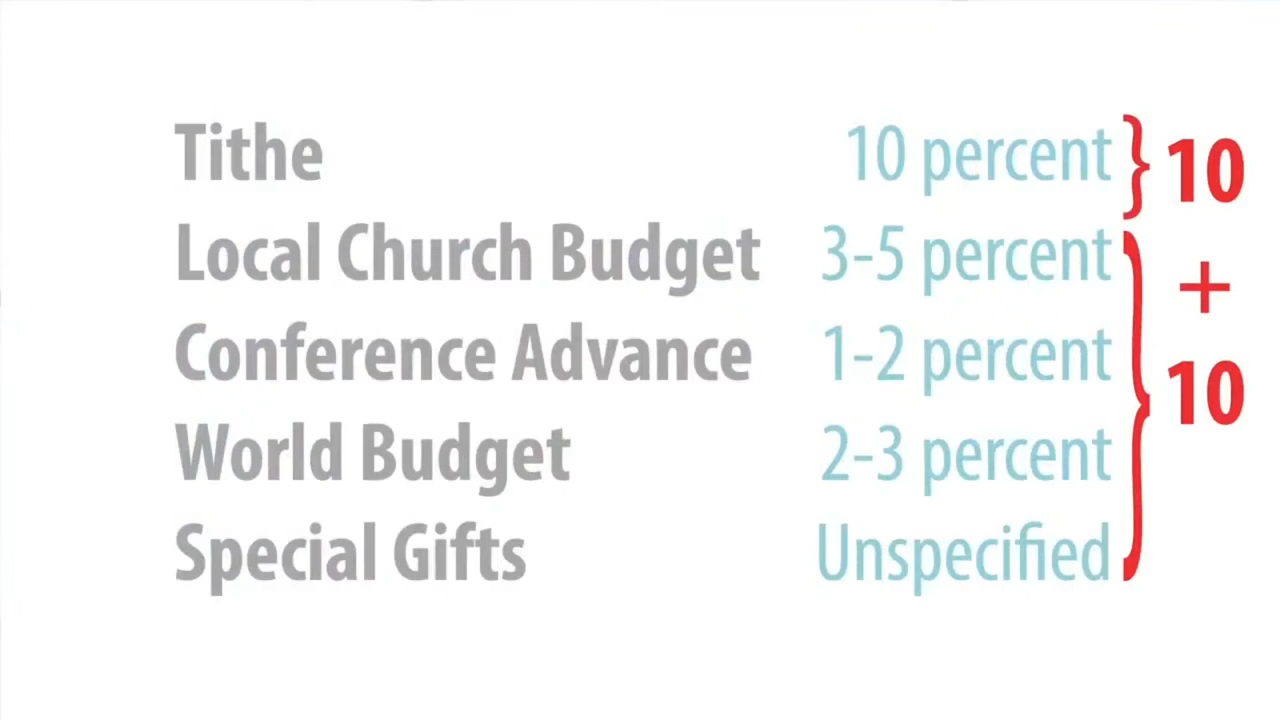 Tithe 10 percent } 10
Local Church Budget 3-5 percent
+
Conference Advance 1-2 percent
10
World Budget 2-3 percent
Special Gifts Unspecified